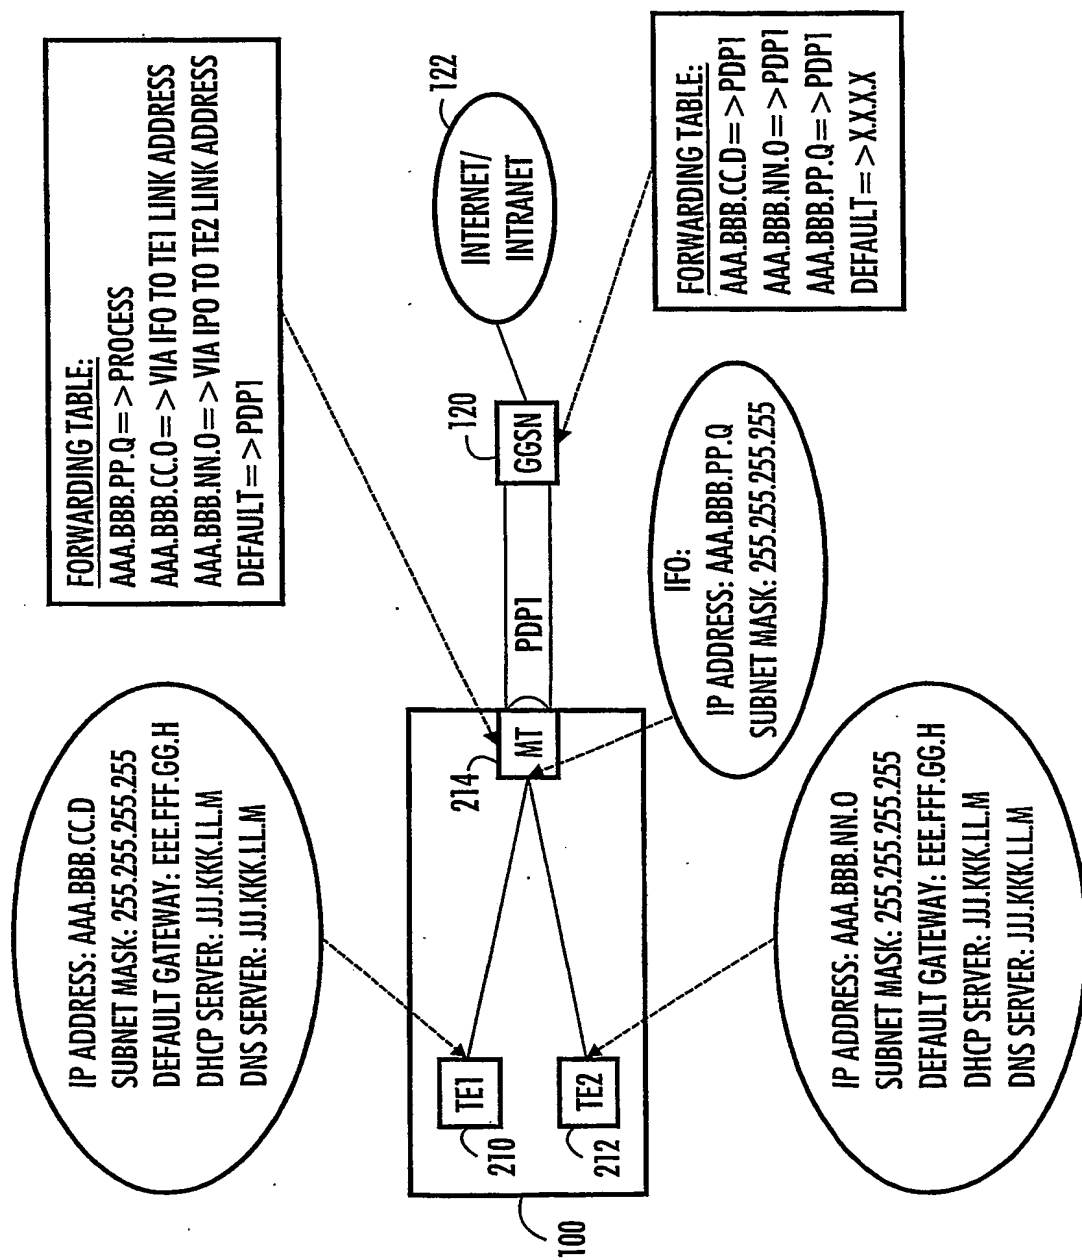 IP ADDRESS: AAA.BBB.CC.D
SUBNET MASK: 255.255.255.255
DEFAULT GATEWAY: EEE.FFF.GG.H
DHCP SERVER: JJJ.KKK.LL.M
DNS SERVER: JJJ.KKK.LL.M
FORWARDING TABLE:
AAA.BBB.PP.Q=>PROCESS
AAA.BBB.CC.O=>VIA IFO TO TE1 LINK ADDRESS
AAA.BBB.NN.O=>VIA IPO TO TE2 LINK ADDRESS
DEFAULT=>PDP1
100
TE1
210
TE2
212
214
MT
PDP1
120
GGSN
INTERNET/
INTRANET
122
IFO:
IP ADDRESS: AAA.BBB.PP.Q
SUBNET MASK: 255.255.255.255
IP ADDRESS: AAA.BBB.NN.O
SUBNET MASK: 255.255.255.255
DEFAULT GATEWAY: EEE.FFF.GG.H
DHCP SERVER: JJJ.KKK.LL.M
DNS SERVER: JJJ.KKK.LL.M
FORWARDING TABLE:
AAA.BBB.CC.D=>PDP1
AAA.BBB.NN.O=>PDP1
AAA.BBB.PP.Q=>PDP1
DEFAULT=>X.X.X.X